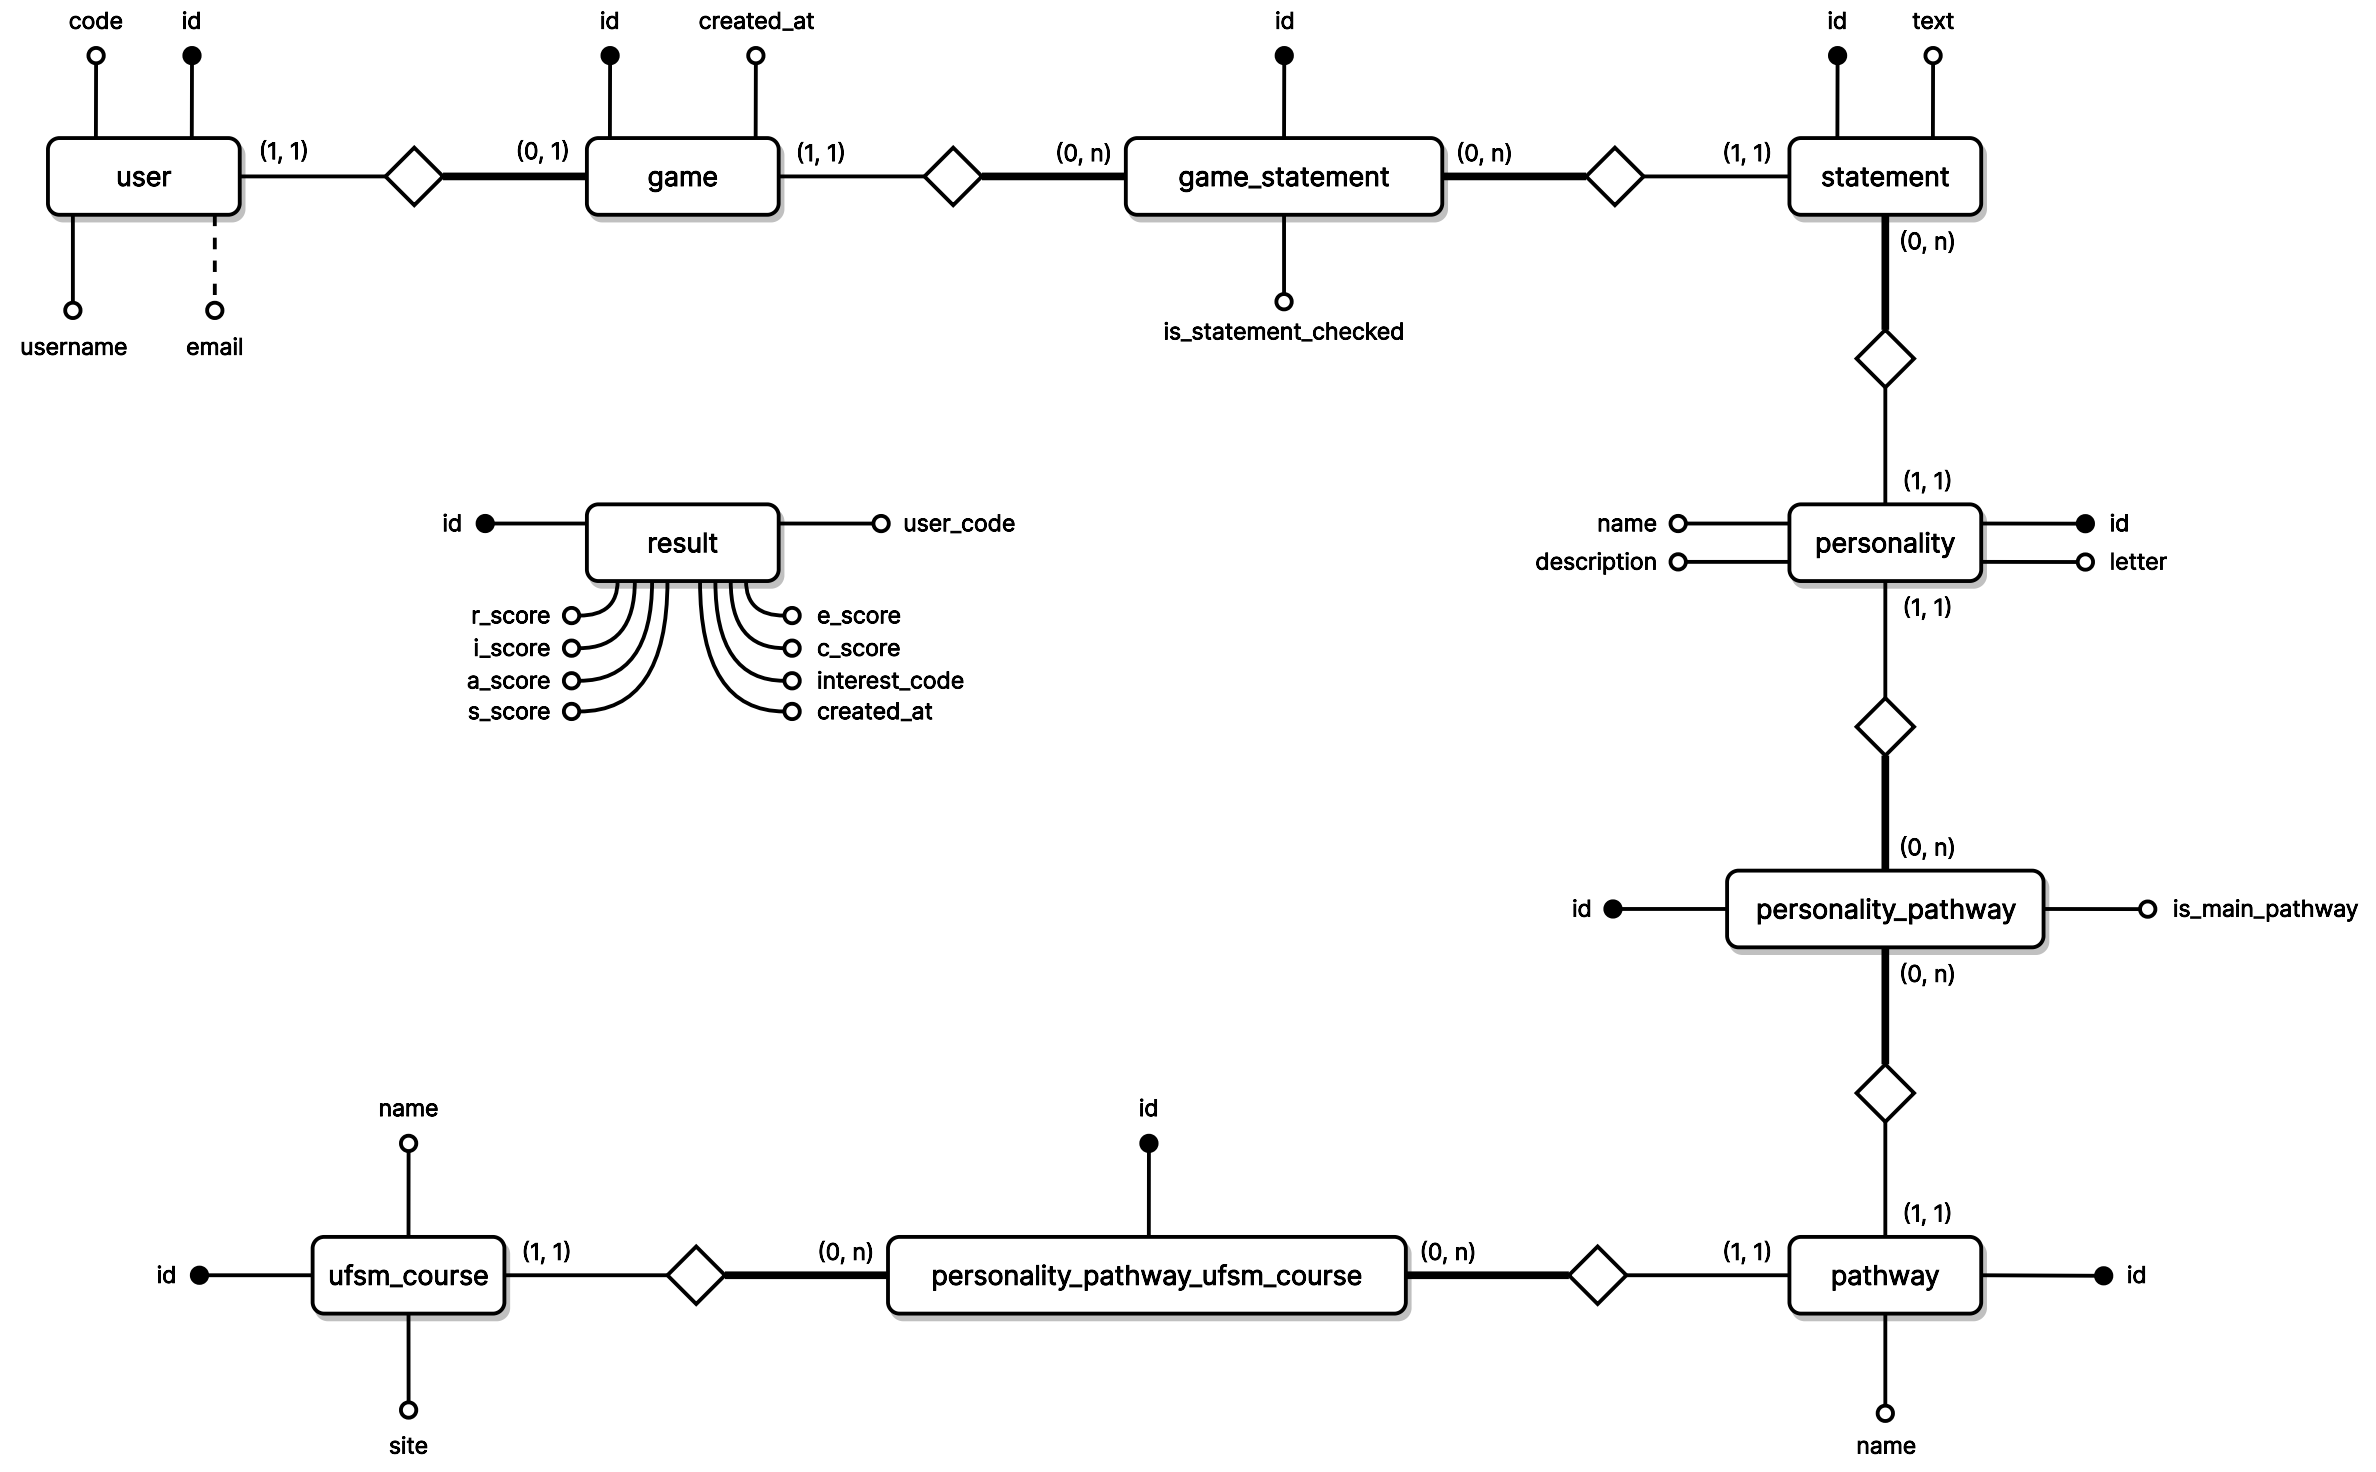 code
id
id
created_at
id
id
text
user
(1, 1)
(0, 1)
game
(1, 1)
(0, n)
game_statement
(0, n)
(1, 1)
statement
(0, n)
username
email
is_statement_checked
(1, 1)
id
result
user_code
name
personality
id
description
letter
r_score
e_score
(1, 1)
i_score
c_score
a_score
interest_code
s_score
created_at
(0, n)
id
personality_pathway
is_main_pathway
(0, n)
name
id
(1, 1)
id
ufsm_course
(1, 1)
(0, n)
personality_pathway_ufsm_course
(0, n)
(1, 1)
pathway
id
site
name